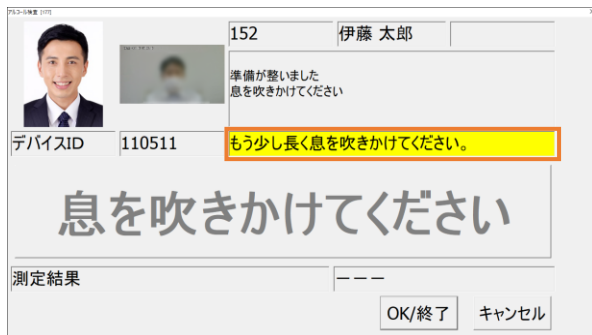 アルコール検査 [117]
152
伊藤 太郎
準備が整いました
息を吹きかけてください
デバイスID
110511
もう少し長く息を吹きかけてください。
息を吹きかけてください
測定結果
ーーー
OK/終了
キャンセル